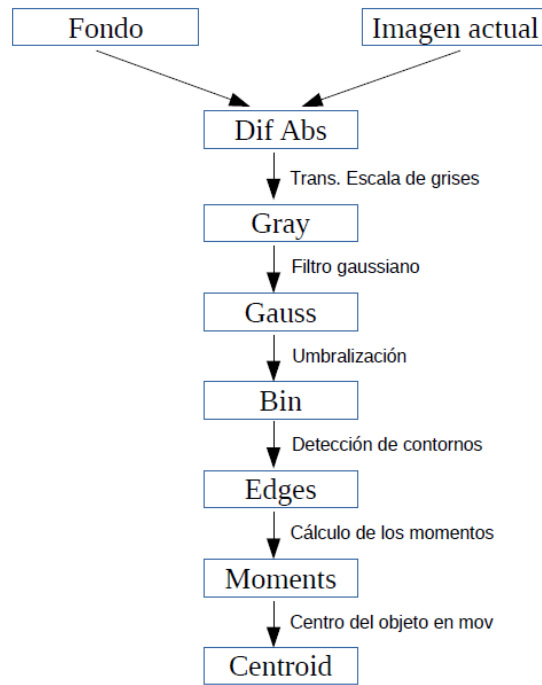 Fondo
Imagen actual
Dif Abs
Trans. Escala de grises
Gray
Filtro gaussiano
Gauss
Umbralización
Bin
Detección de contornos
Edges
Cálculo de los momentos
Moments
Centro del objeto en mov
Centroid